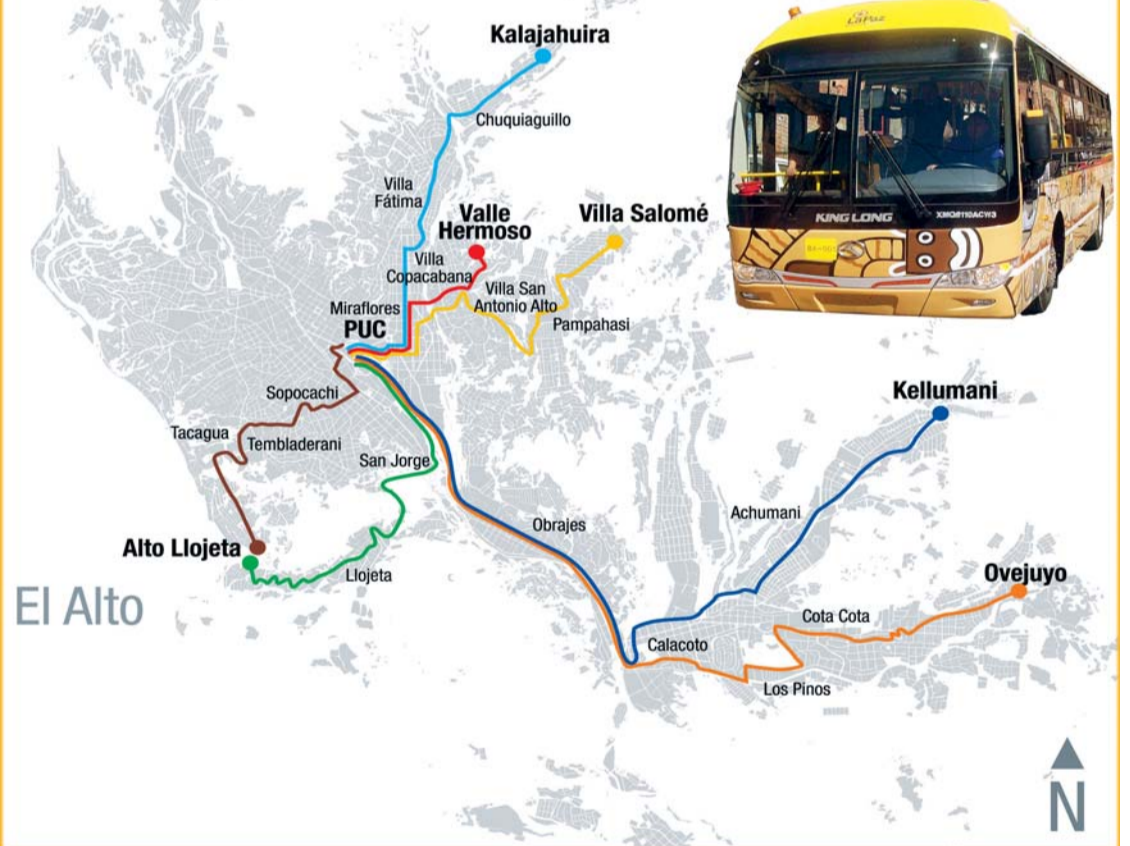 Kalajahuira
Chuquiaguillo
Villa
Fátima
Valle
Hermoso
Villa Salomé
Villa
Copacabana
Villa San
Antonio Alto
Pampahasi
Miraflores
PUC
Sopocachi
Tacagua
Tembladerani
San Jorge
Alto Llojeta
Llojeta
El Alto
Obrajes
Kellumani
Achumani
Ovejuyo
Cota Cota
Calacoto
Los Pinos
N
LaPaz
KING LONG
XMQ6110ACW3